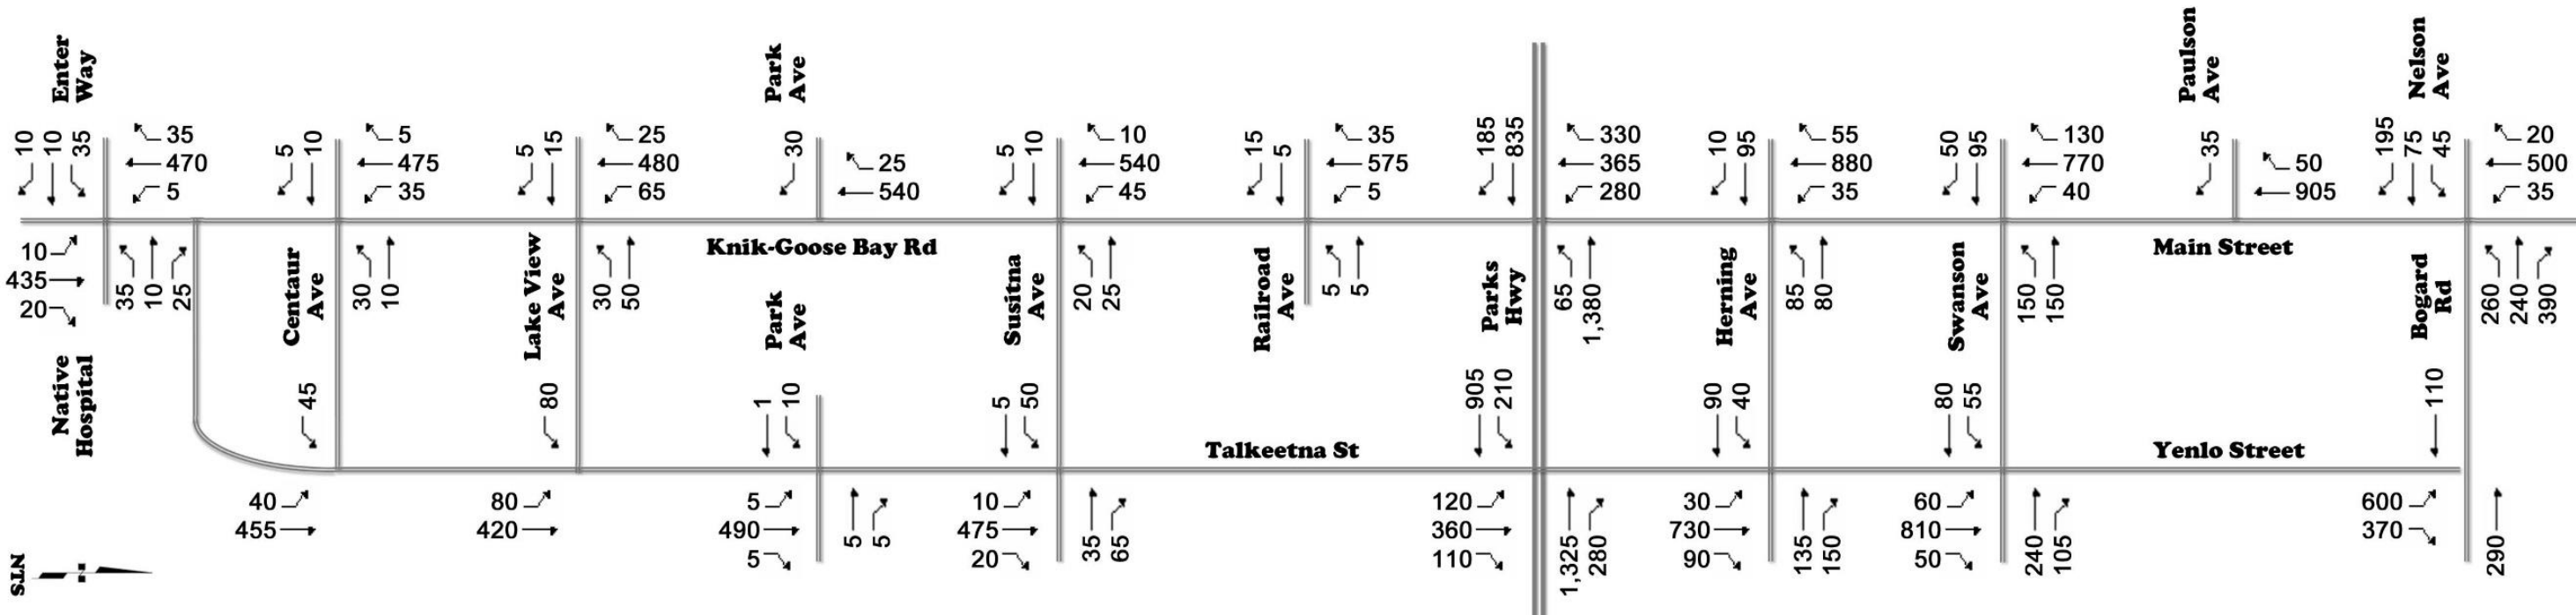 Enter
Way
Park
Ave
Paulson
Ave
Nelson
Ave
10 10 35
35
470
5
5 10
5
475
35
5 15
25
480
65
30
25
540
5 10
10
540
45
15 5
35
575
5
185 835
330
365
280
10 95
55
880
35
50 95
130
770
40
35
50
905
195 75 45
20
500
35
10
435
20
35 10 25
Native
Hospital
Centaur
Ave
30 10
Lake View
Ave
30 50
Knik-Goose Bay Rd
Park
Ave
Susitna
Ave
20 25
Railroad
Ave
5 5
Parks
Hwy
65 1,380
Herning
Ave
85 80
Swanson
Ave
150 150
Main Street
Bogard
Rd
260 240 390
45
80
1 10
5 50
Talkeetna St
905 210
90 40
80 55
Yenlo Street
110
40
455
80
420
5
490
5
5 5
10
475
20
35 65
120
360
110
1,325 280
30
730
90
135 150
60
810
50
240 105
600
370
290
NTS
N